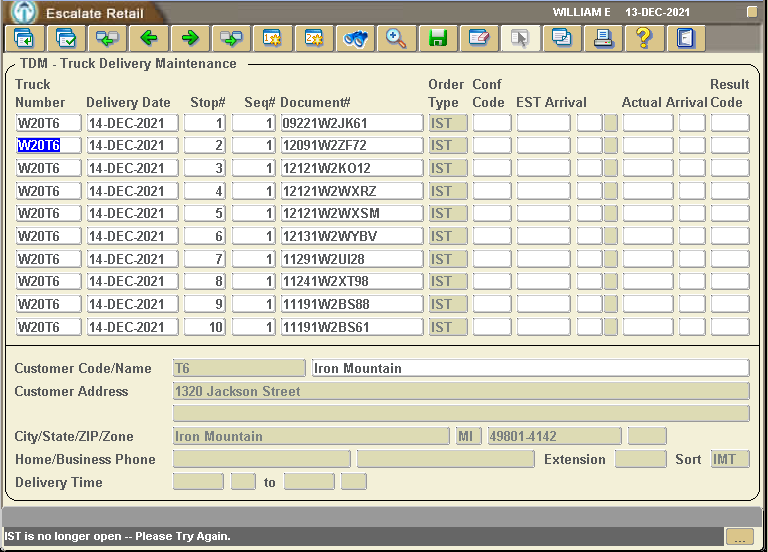 Escalate Retail WILLIAM E 13-DEC-2021
TDM - Truck Delivery Maintenance
Truck Order Conf Result
Number Delivery Date Stop# Seq# Document# Type Code EST Arrival Actual Arrival Code
W20T6 14-DEC-2021 1 1 09221W2JK61 IST
W20T6 14-DEC-2021 2 1 12091W2ZF72 IST
W20T6 14-DEC-2021 3 1 12121W2KO12 IST
W20T6 14-DEC-2021 4 1 12121W2WXRZ IST
W20T6 14-DEC-2021 5 1 12121W2WXSM IST
W20T6 14-DEC-2021 6 1 12131W2WYBV IST
W20T6 14-DEC-2021 7 1 11291W2UI28 IST
W20T6 14-DEC-2021 8 1 11241W2XT98 IST
W20T6 14-DEC-2021 9 1 11191W2BS88 IST
W20T6 14-DEC-2021 10 1 11191W2BS61 IST
Customer Code/Name T6 Iron Mountain
Customer Address 1320 Jackson Street
City/State/ZIP/Zone Iron Mountain MI 49801-4142
Home/Business Phone Extension Sort IMT
Delivery Time to
IST is no longer open -- Please Try Again. ...